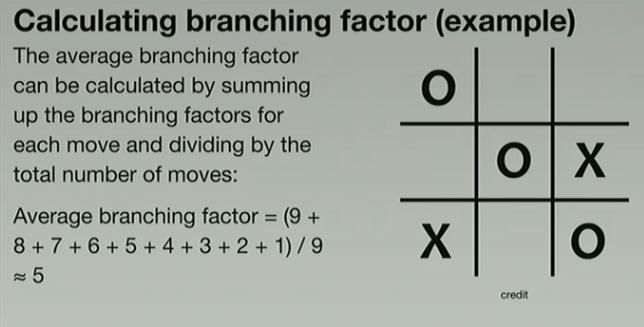 Calculating branching factor (example)
The average branching factor
can be calculated by summing
up the branching factors for
each move and dividing by the
total number of moves:
Average branching factor = (9 +
8 + 7 + 6 + 5 + 4 + 3 + 2 + 1) / 9
≈ 5
O
O X
X O
credit